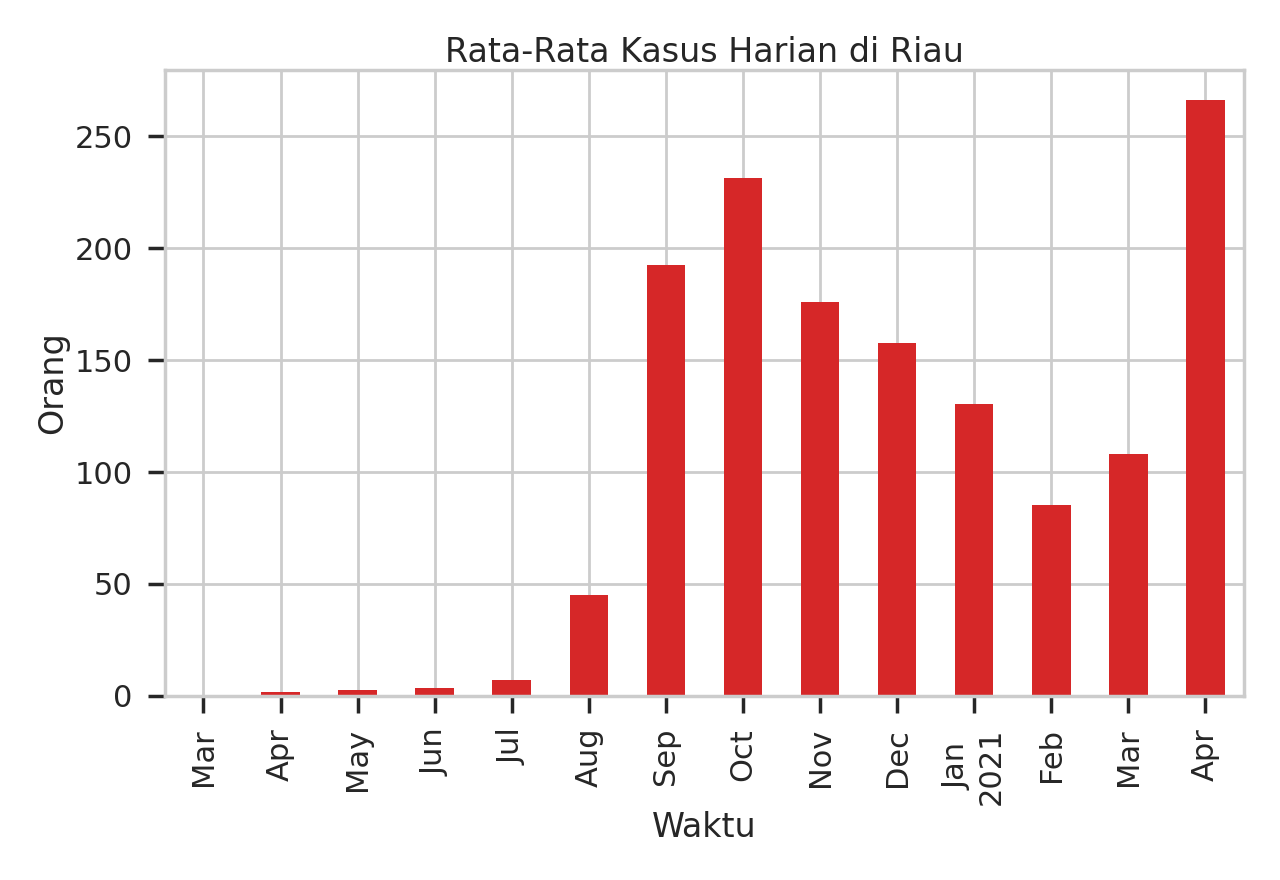 Rata-Rata Kasus Harian di Riau
250
200
150
100
50
0
Orang
Mar
Apr
May
Jun
Jul
Aug
Sep
Oct
Nov
Dec
Jan
2021
Feb
Mar
Apr
Waktu